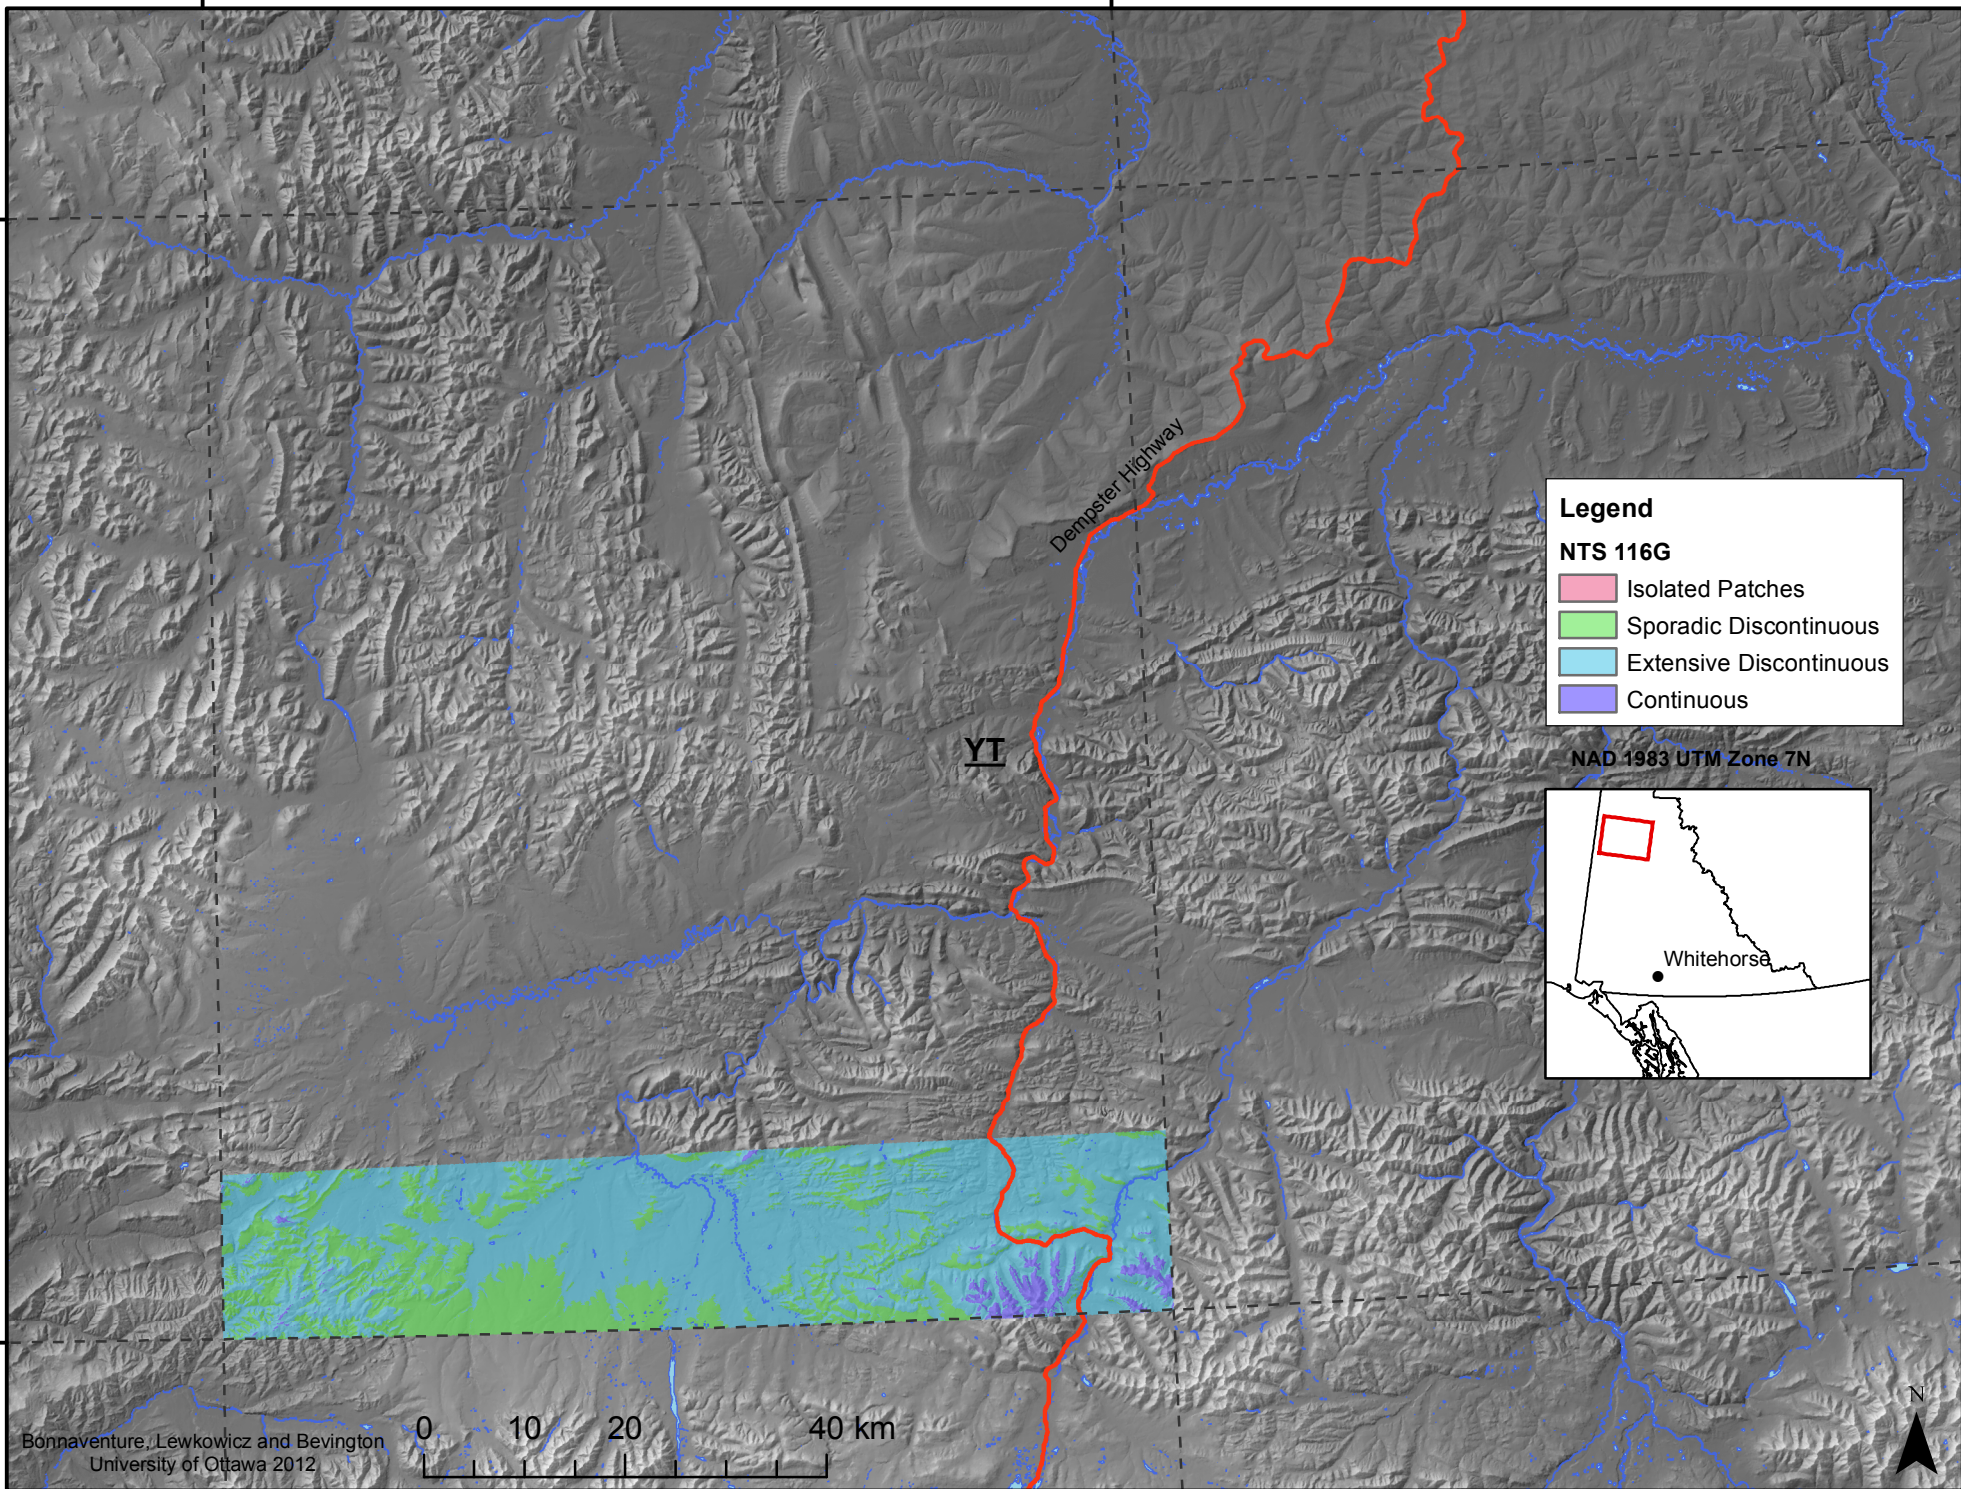 Dempster Highway
YT
Legend
NTS 116G
Isolated Patches
Sporadic Discontinuous
Extensive Discontinuous
Continuous
NAD 1983 UTM Zone 7N
Whitehorse
N
0 10 20 40 km
Bonnaventure, Lewkowicz and Bevington
University of Ottawa 2012